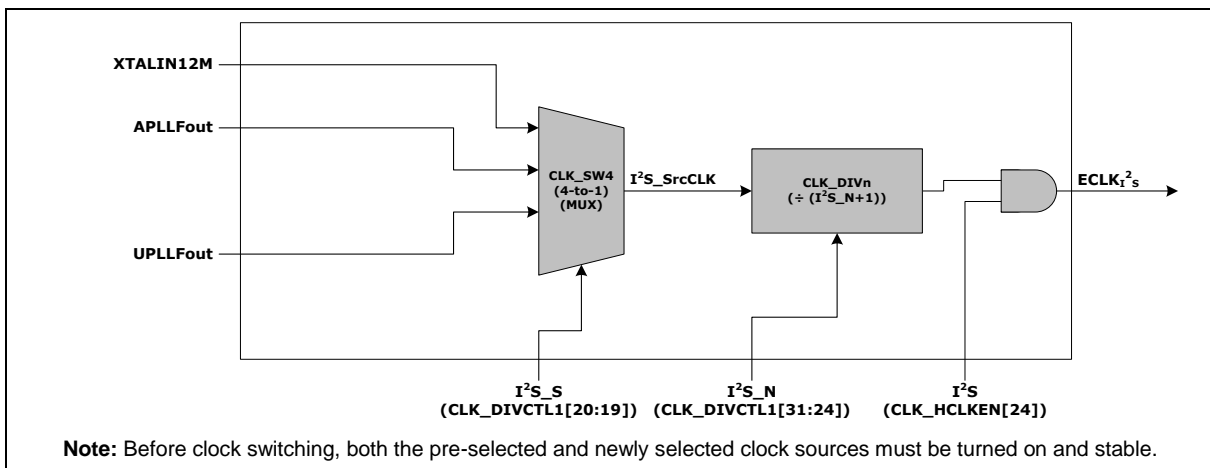 XTALIN12M
APLLFout
UPLLFout
CLK_SW4
(4-to-1)
(MUX)
I²S_SrcCLK
CLK_DIVn
(÷ (I²S_N+1))
ECLK_I²S
I²S_S
(CLK_DIVCTL1[20:19])
I²S_N
(CLK_DIVCTL1[31:24])
I²S
(CLK_HCLKEN[24])
Note: Before clock switching, both the pre-selected and newly selected clock sources must be turned on and stable.